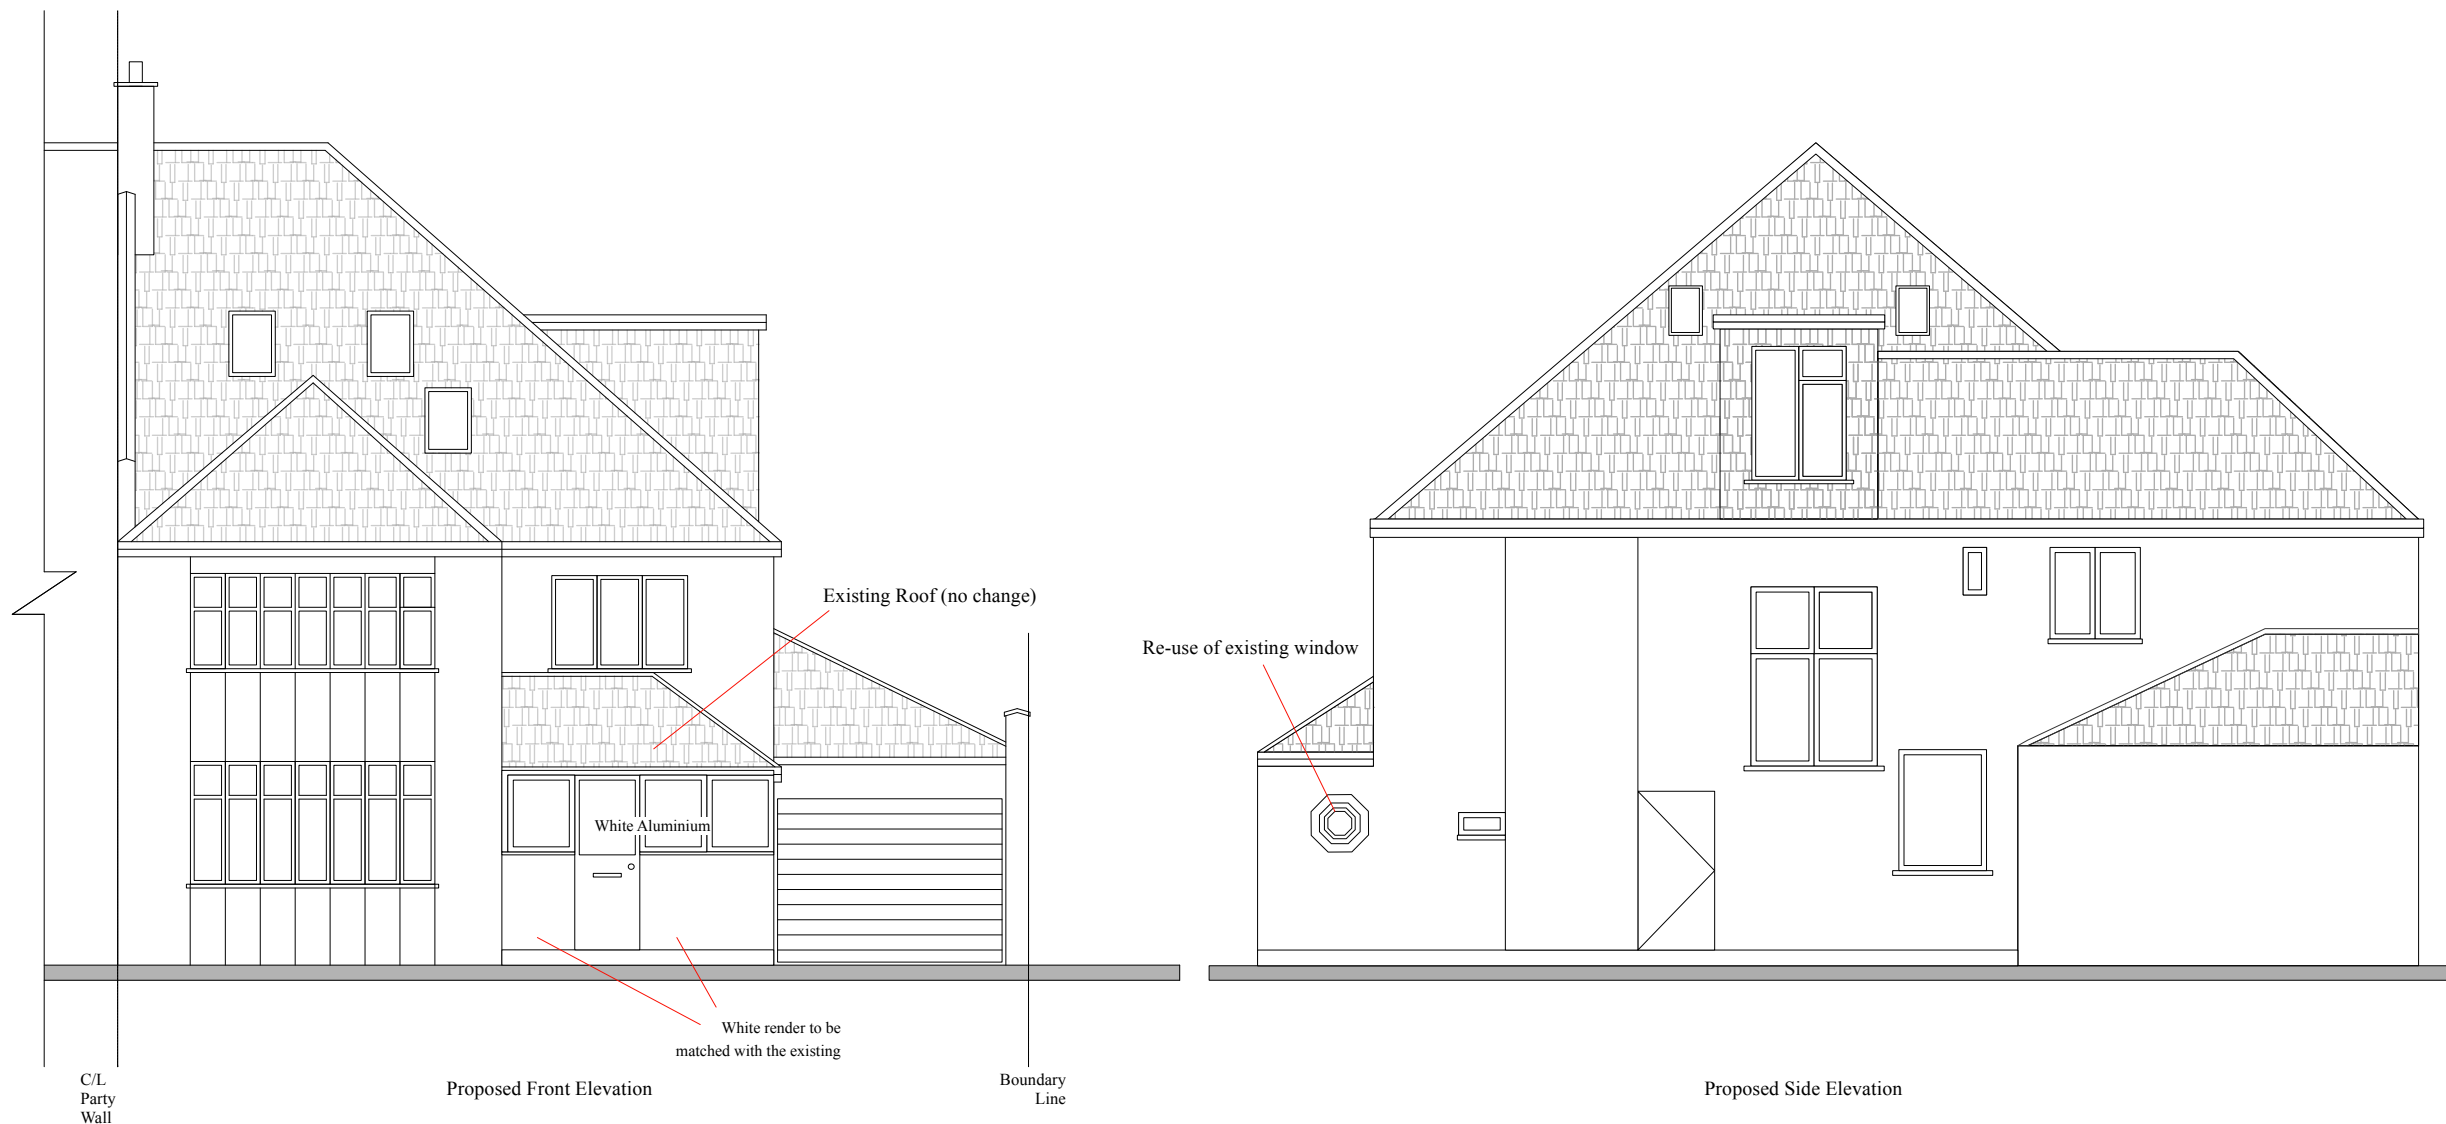 Existing Roof (no change)
Re-use of existing window
White Aluminium
White render to be
matched with the existing
C/L
Party
Wall
Proposed Front Elevation
Boundary
Line
Proposed Side Elevation